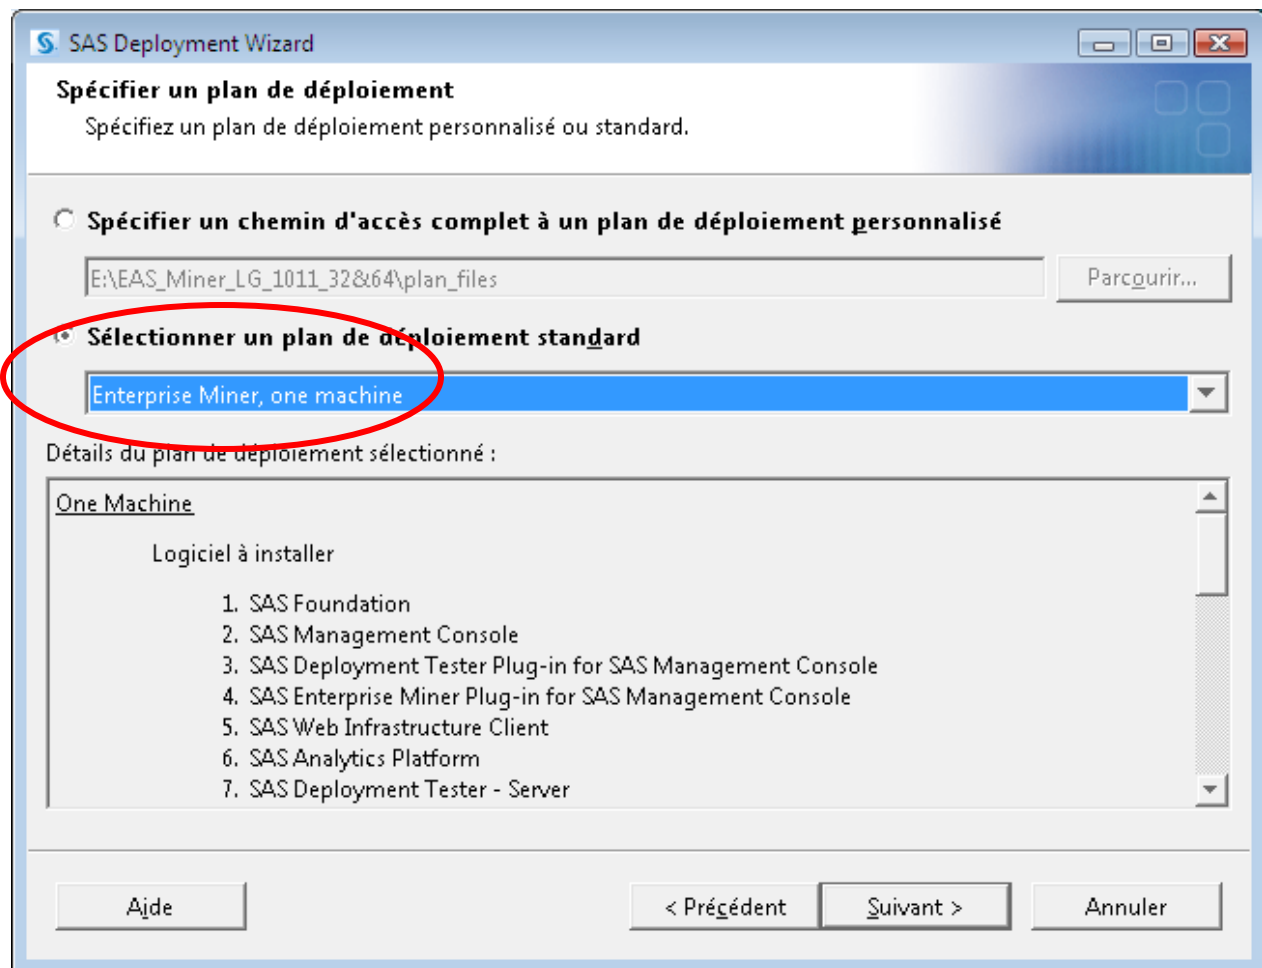 SAS Deployment Wizard
Spécifier un plan de déploiement
Spécifiez un plan de déploiement personnalisé ou standard.
Spécifier un chemin d'accès complet à un plan de déploiement personnalisé
E:\EAS_Miner_LG_1011_32&64\plan_files
Parcourir...
Sélectionner un plan de déploiement standard
Enterprise Miner, one machine
Détails du plan de déploiement sélectionné :
One Machine
Logiciel à installer
1. SAS Foundation
2. SAS Management Console
3. SAS Deployment Tester Plug-in for SAS Management Console
4. SAS Enterprise Miner Plug-in for SAS Management Console
5. SAS Web Infrastructure Client
6. SAS Analytics Platform
7. SAS Deployment Tester - Server
Aide
< Précédent
Suivant >
Annuler